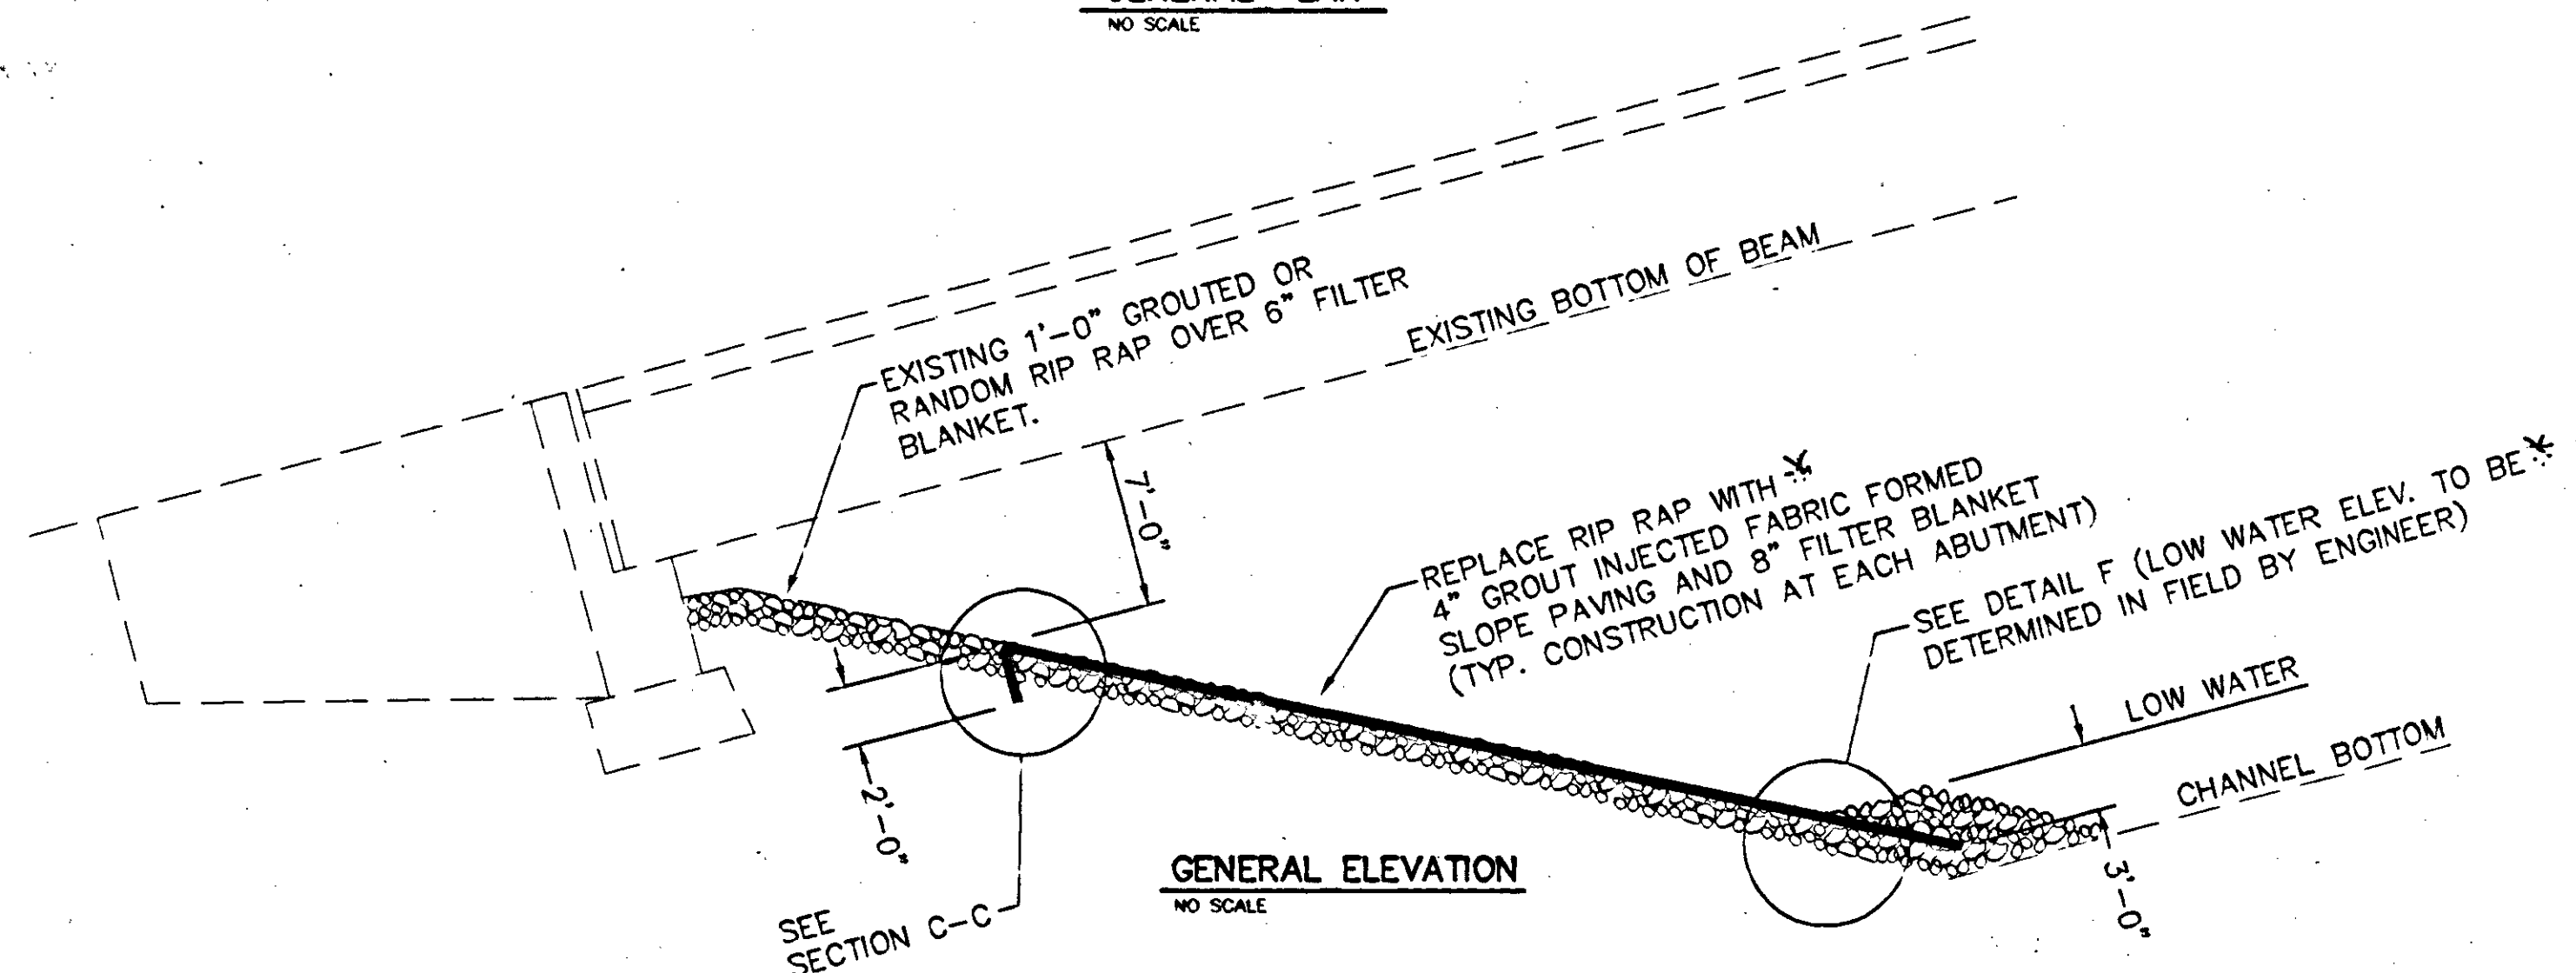 NO SCALE
EXISTING 1'-0" GROUTED OR
RANDOM RIP RAP OVER 6" FILTER
BLANKET.
EXISTING BOTTOM OF BEAM
7'-0"
REPLACE RIP RAP WITH
4" GROUT INJECTED FABRIC FORMED
SLOPE PAVING AND 8" FILTER BLANKET
(TYP. CONSTRUCTION AT EACH ABUTMENT)
SEE DETAIL F (LOW WATER ELEV. TO BE
DETERMINED IN FIELD BY ENGINEER)
LOW WATER
CHANNEL BOTTOM
2'-0"
3'-0"
SEE
SECTION C-C
GENERAL ELEVATION
NO SCALE